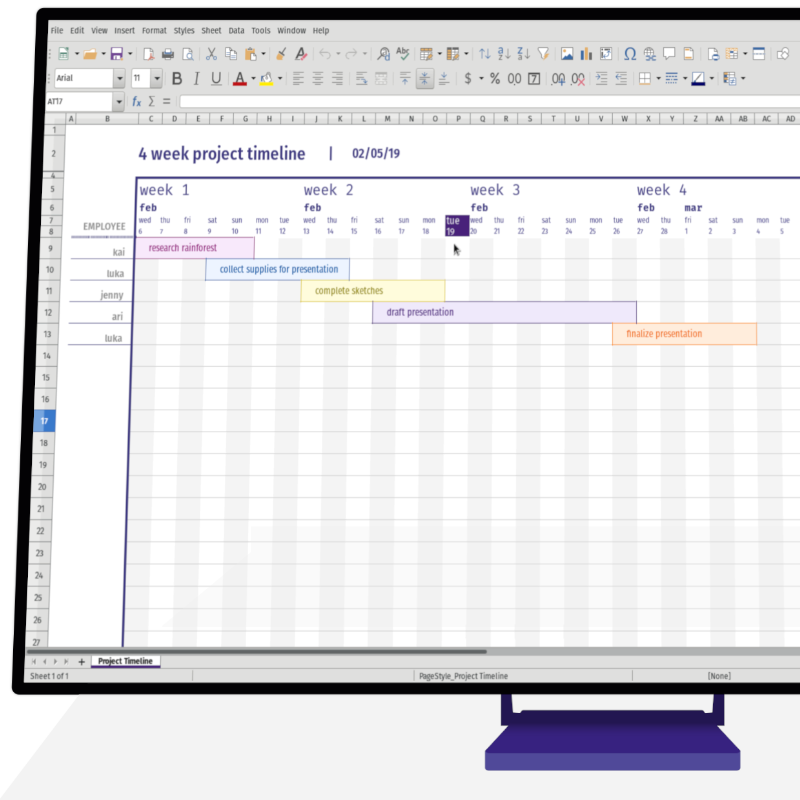 File Edit View Insert Format Styles Sheet Data Tools Window Help
Arial 11
AT17
A B C D E F G H I J K L M N O P Q R S T U V W X Y Z AA AB AC AD
1
2 4 week project timeline | 02/05/19
4
5 week 1 week 2 week 3 week 4
6 feb feb feb feb mar
7 wed thu fri sat sun mon tue wed thu fri sat sun mon tue wed thu fri sat sun mon tue wed thu fri sat sun mon tue
EMPLOYEE
8 6 7 8 9 10 11 12 13 14 15 16 17 18 19 20 21 22 23 24 25 26 27 28 1 2 3 4 5
9 kai research rainforest
10 luka collect supplies for presentation
11 jenny complete sketches
12 ari draft presentation
13 luka finalize presentation
14
15
16
17
18
19
20
21
22
23
24
25
26
27
Project Timeline
Sheet 1 of 1 PageStyle_Project Timeline [None]